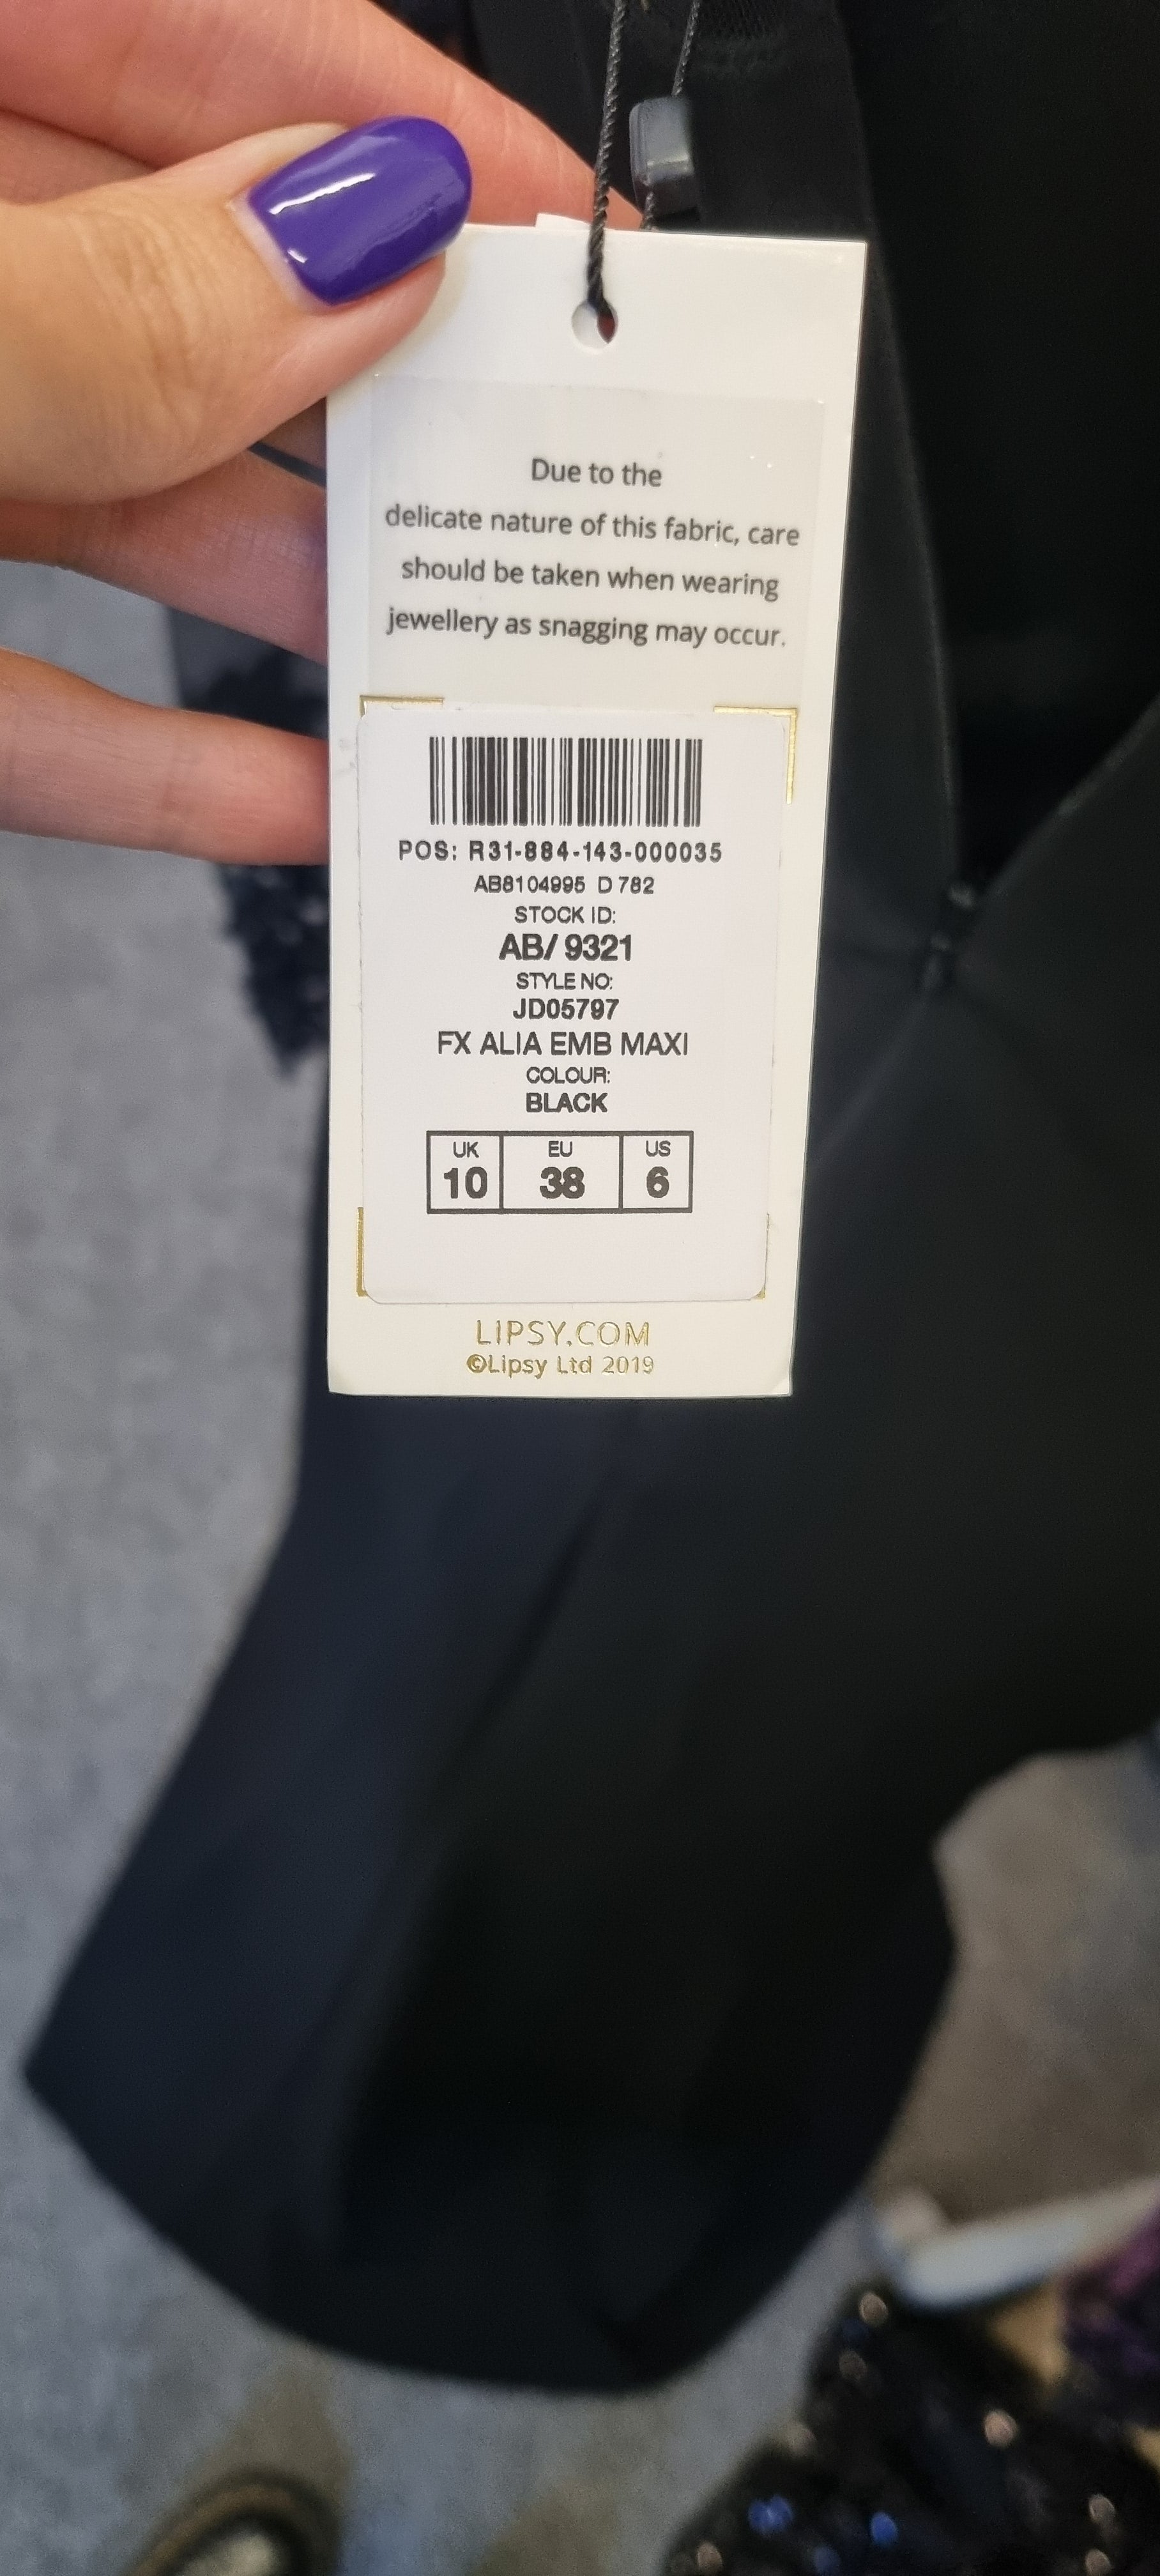 Due to the
delicate nature of this fabric, care
should be taken when wearing
jewellery as snagging may occur.
POS: R31-884-143-000035
AB8104995 D 782
STOCK ID:
AB/ 9321
STYLE NO:
JD05797
FX ALIA EMB MAXI
COLOUR:
BLACK
UK EU US
10 38 6
LIPSY.COM
©Lipsy Ltd 2019